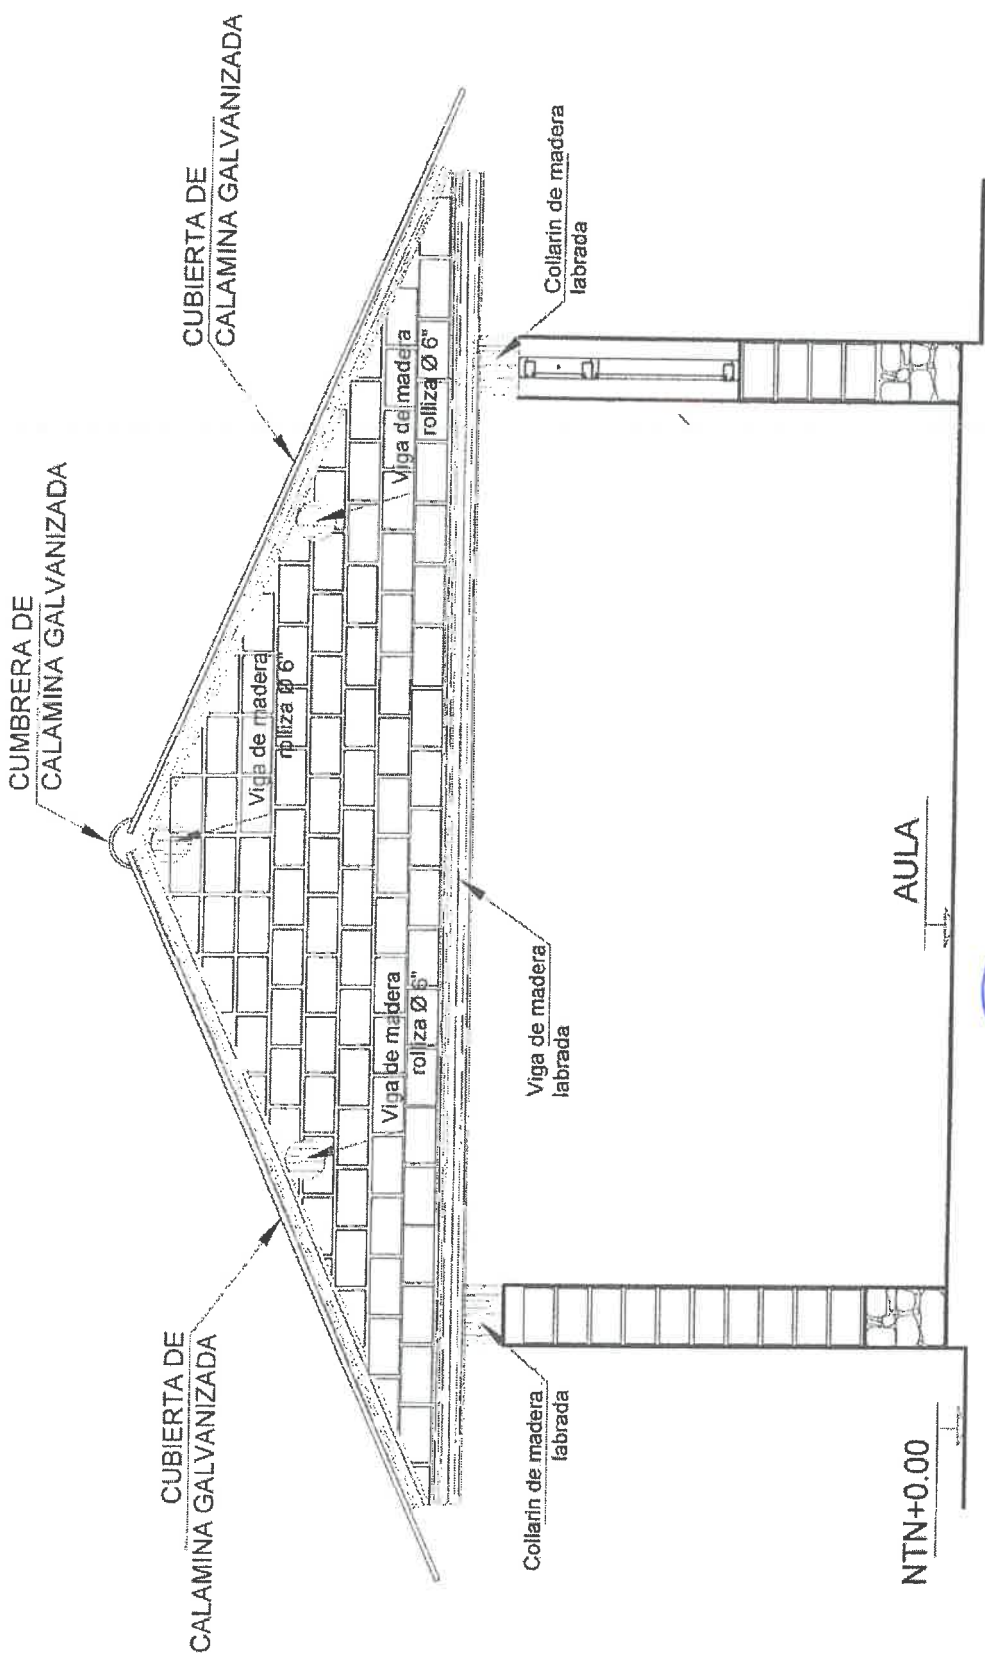 CUMBRERA DE
CALAMINA GALVANIZADA
CUBIERTA DE
CALAMINA GALVANIZADA
CUBIERTA DE
CALAMINA GALVANIZADA
Viga de madera
rolliza Ø 6"
Viga de madera
rolliza Ø 6"
Viga de madera
rolliza Ø 6"
Collarin de madera
labrada
Viga de madera
labrada
Collarin de madera
labrada
AULA
NTN+0.00